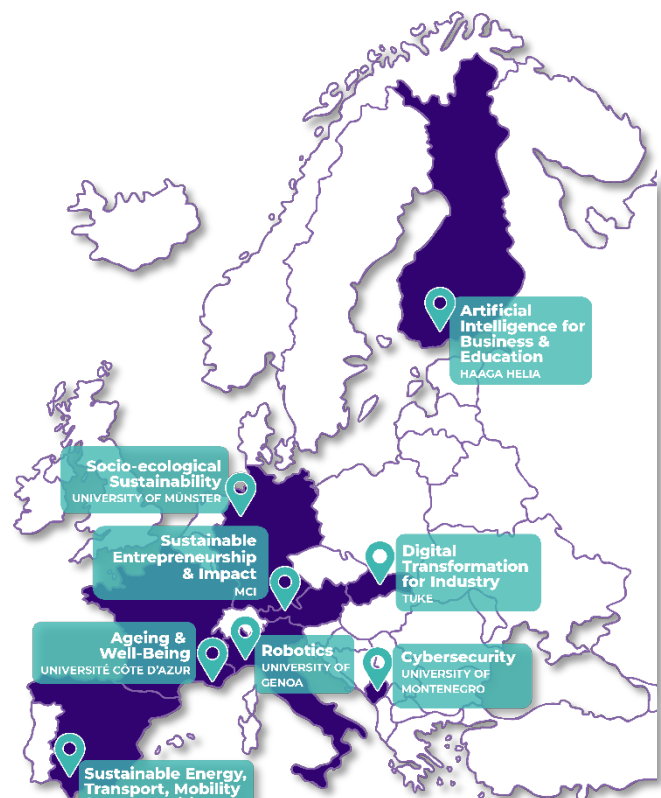 Artificial
Intelligence for
Business &
Education
HAAGA HELIA
Socio-ecological
Sustainability
UNIVERSITY OF MÜNSTER
Sustainable
Entrepreneurship
& Impact
MCI
Digital
Transformation
for Industry
TUKE
Ageing &
Well-Being
UNIVERSITÉ CÔTE D'AZUR
Robotics
UNIVERSITY OF
GENOA
Cybersecurity
UNIVERSITY OF
MONTENEGRO
Sustainable Energy,
Transport, Mobility